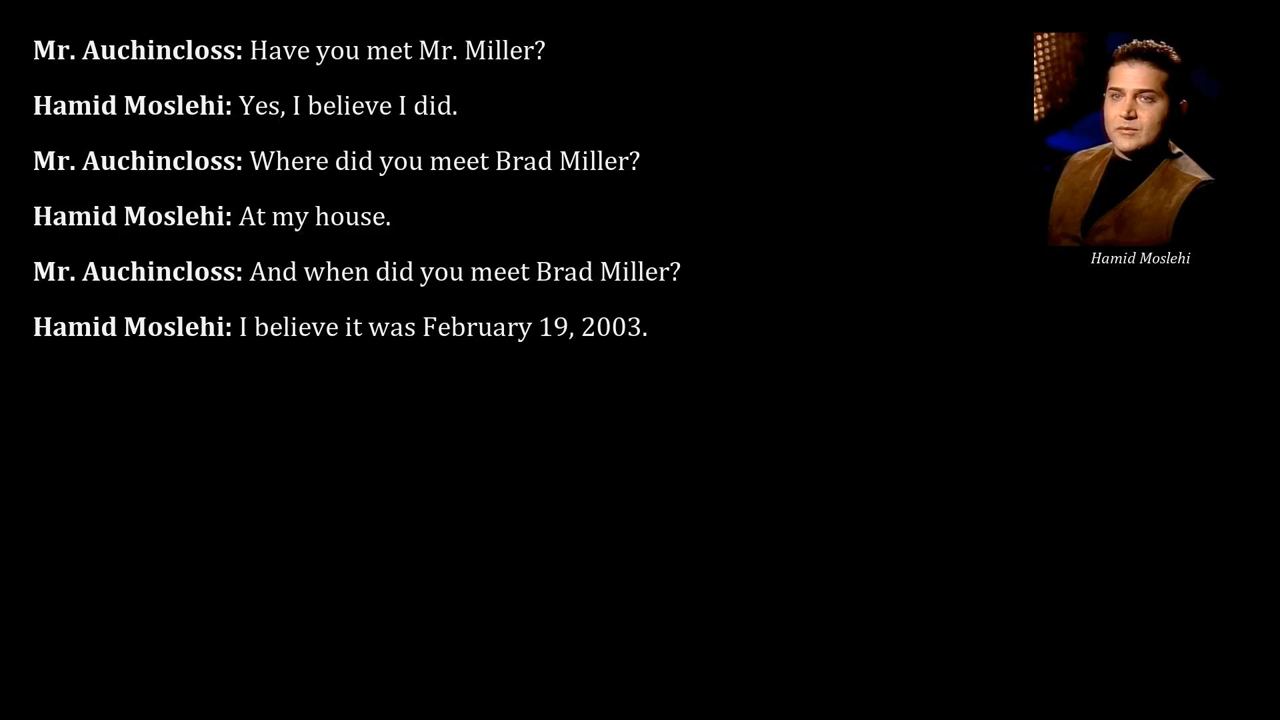 Mr. Auchincloss: Have you met Mr. Miller?
Hamid Moslehi: Yes, I believe I did.
Mr. Auchincloss: Where did you meet Brad Miller?
Hamid Moslehi: At my house.
Mr. Auchincloss: And when did you meet Brad Miller?
Hamid Moslehi: I believe it was February 19, 2003.
Hamid Moslehi